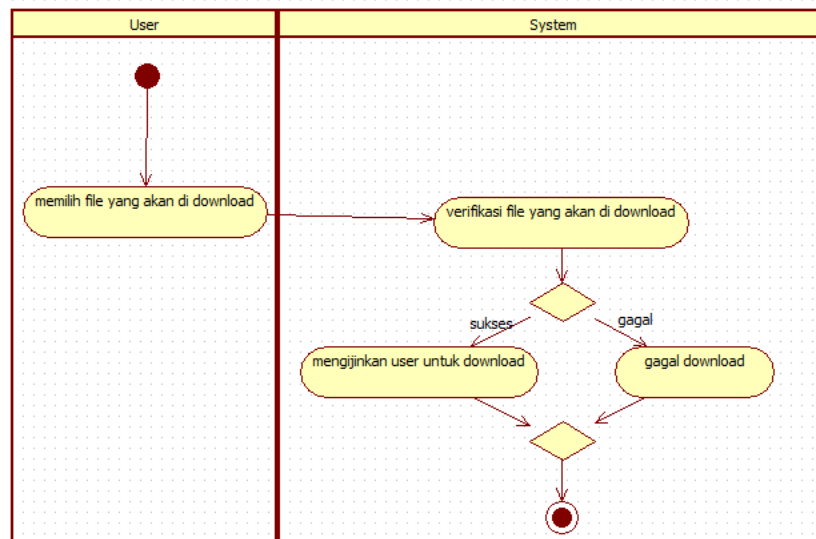 User
System
memilih file yang akan di download
verifikasi file yang akan di download
sukses
gagal
mengijinkan user untuk download
gagal download